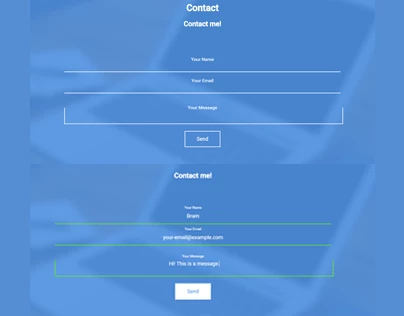 Contact
Contact me!
Your Name
Your Email
Your Message
Send
Contact me!
Your Name
Brain
Your Email
your-email@example.com
Your Message
Hi! This is a message.
Send